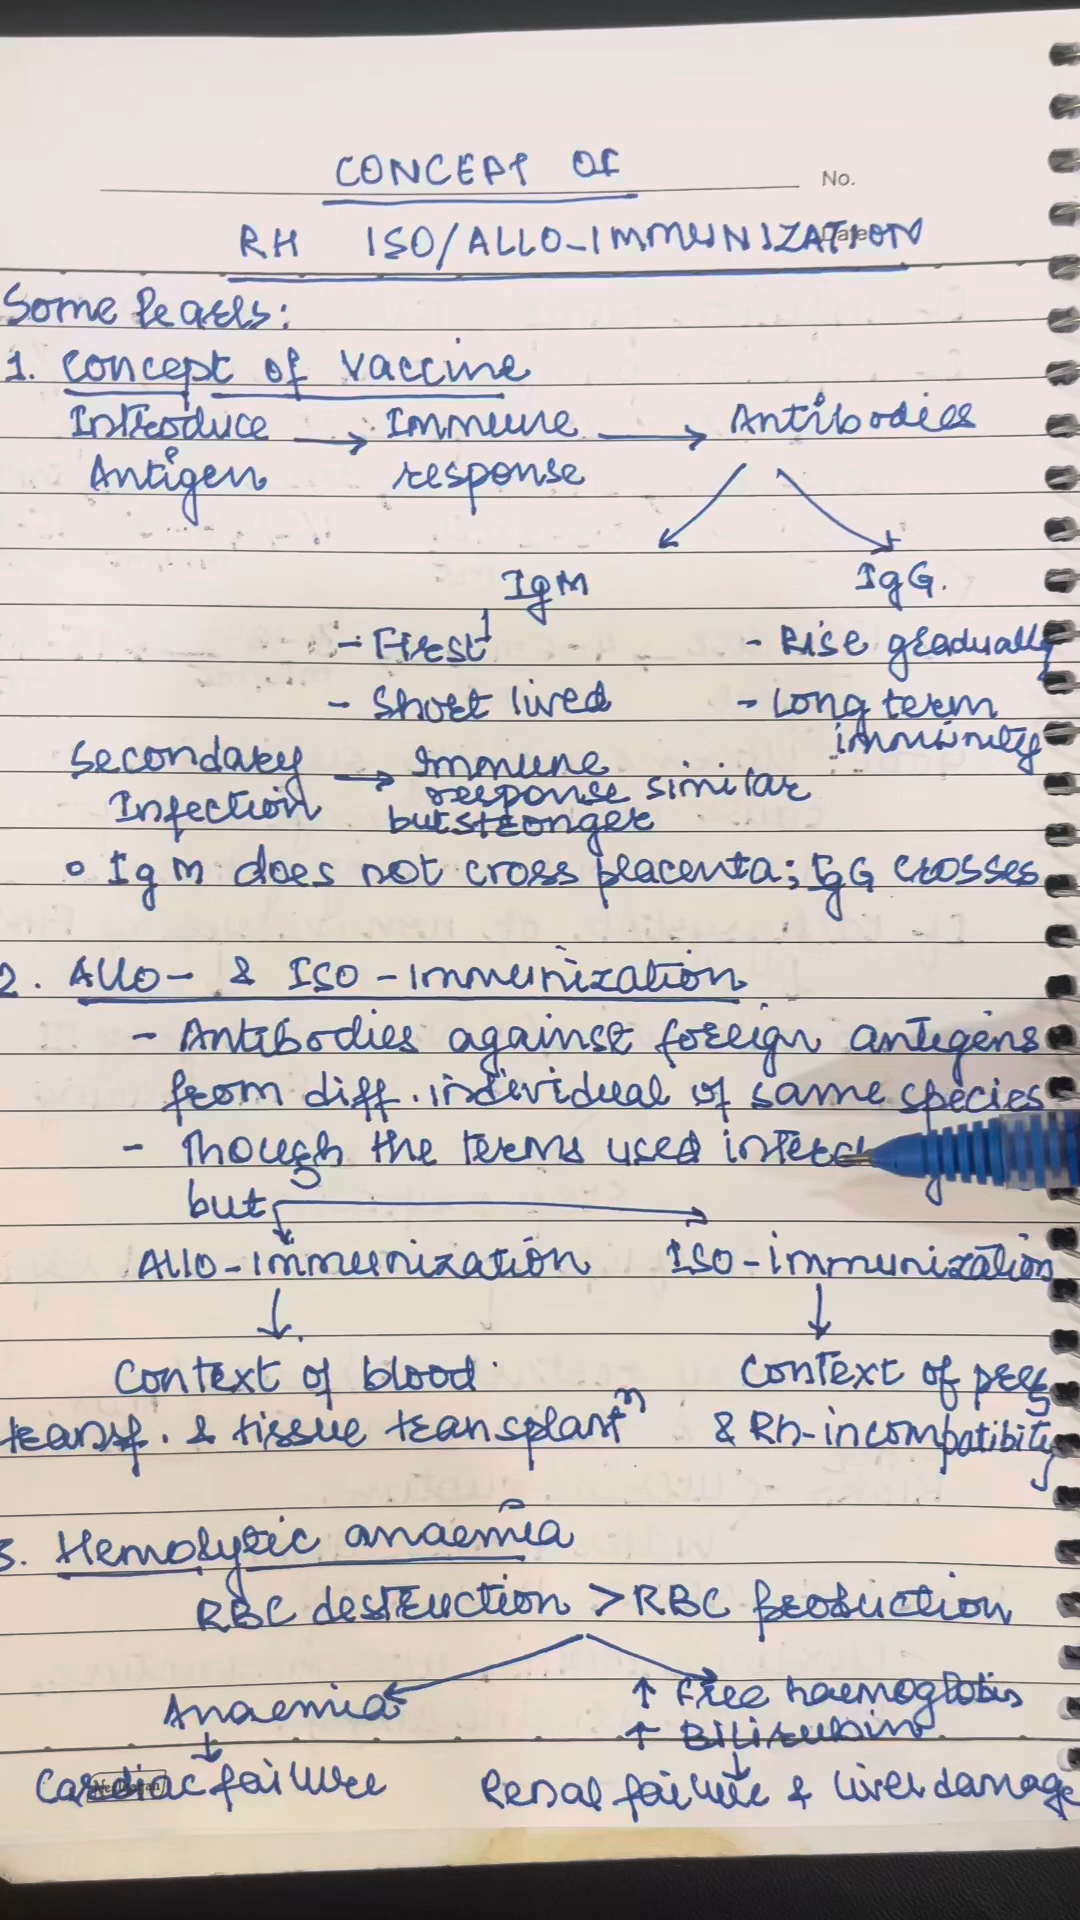 CONCEPT OF
No.
Date
RH ISO/ALLO-IMMUNIZATION
Some Pearls:
1. Concept of Vaccine
Introduce Antigen → Immune response → Antibodies
IgM IgG.
- First - Rise gradually
- Short lived - Long term immunity
Secondary Infection → Immune response similar but stronger
• IgM does not cross placenta; IgG crosses
2. Allo- & ISO-immunization
- Antibodies against foreign antigens
from diff. individual of same species
- Though the terms used
but
Allo-immunization ISO-immunization
↓ ↓
Context of blood Context of preg
transf. & tissue transplantⁿ & Rh-incompatibility
3. Hemolytic anaemia
RBC destruction > RBC production
Anaemia ↑ Free haemoglobin
↑ Bilirubin
↓ ↓
Cardiac failure Renal failure & liver damage